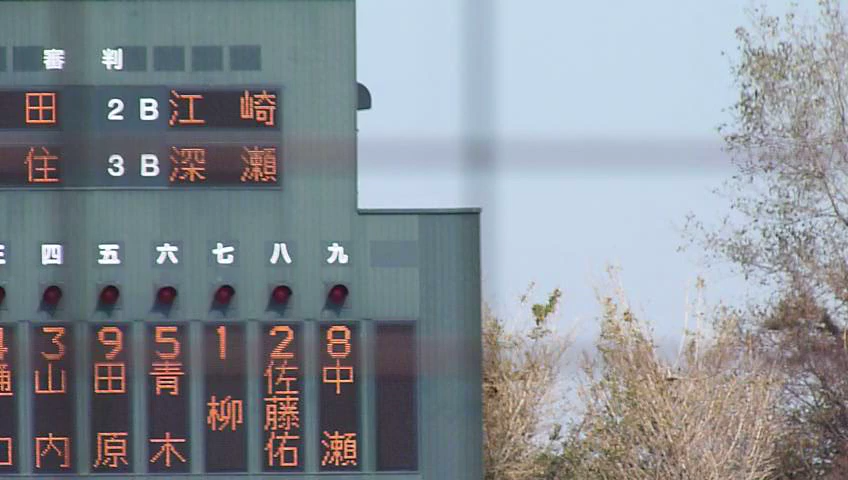 審判
田 2B 江崎
住 3B 深瀬
四 五 六 七 八 九
3 9 5 1 2 8
山内 田原 青木 柳 佐藤佑 中瀬